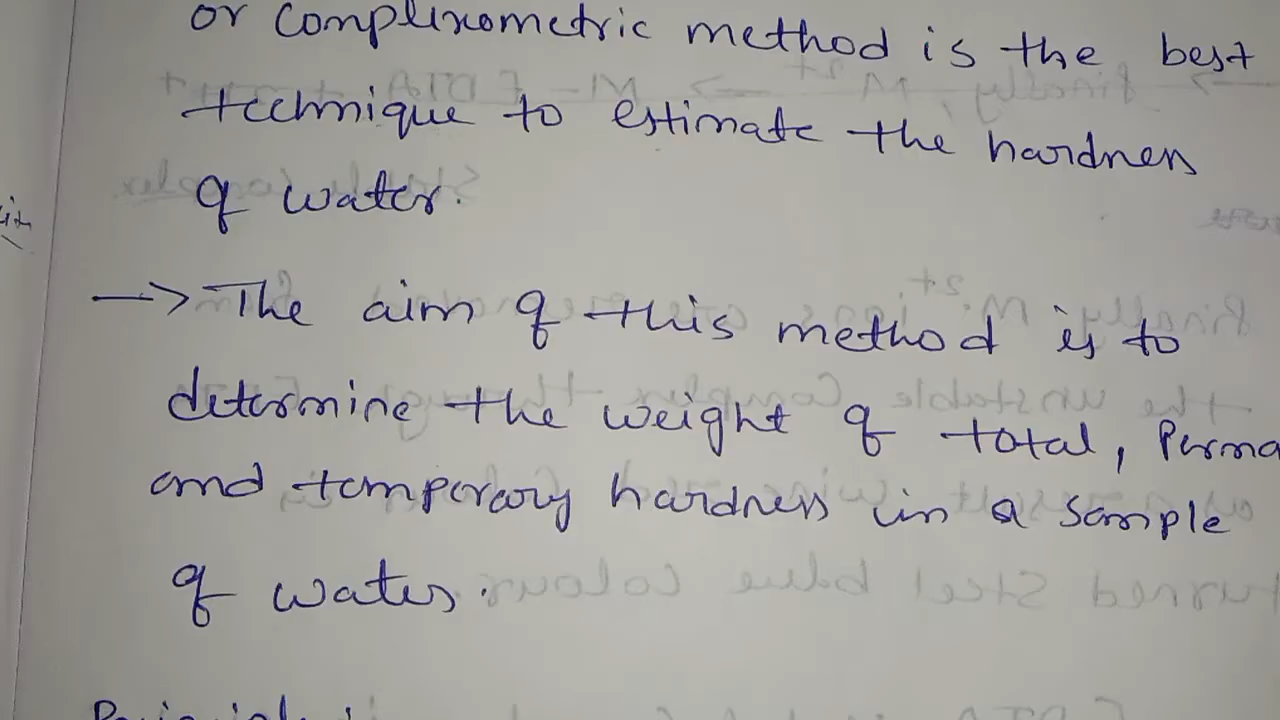 or complexometric method is the best
technique to estimate the hardness
of water.
→ The aim of this method is to
determine the weight of total, Perma
and temporary hardness in a sample
of water.